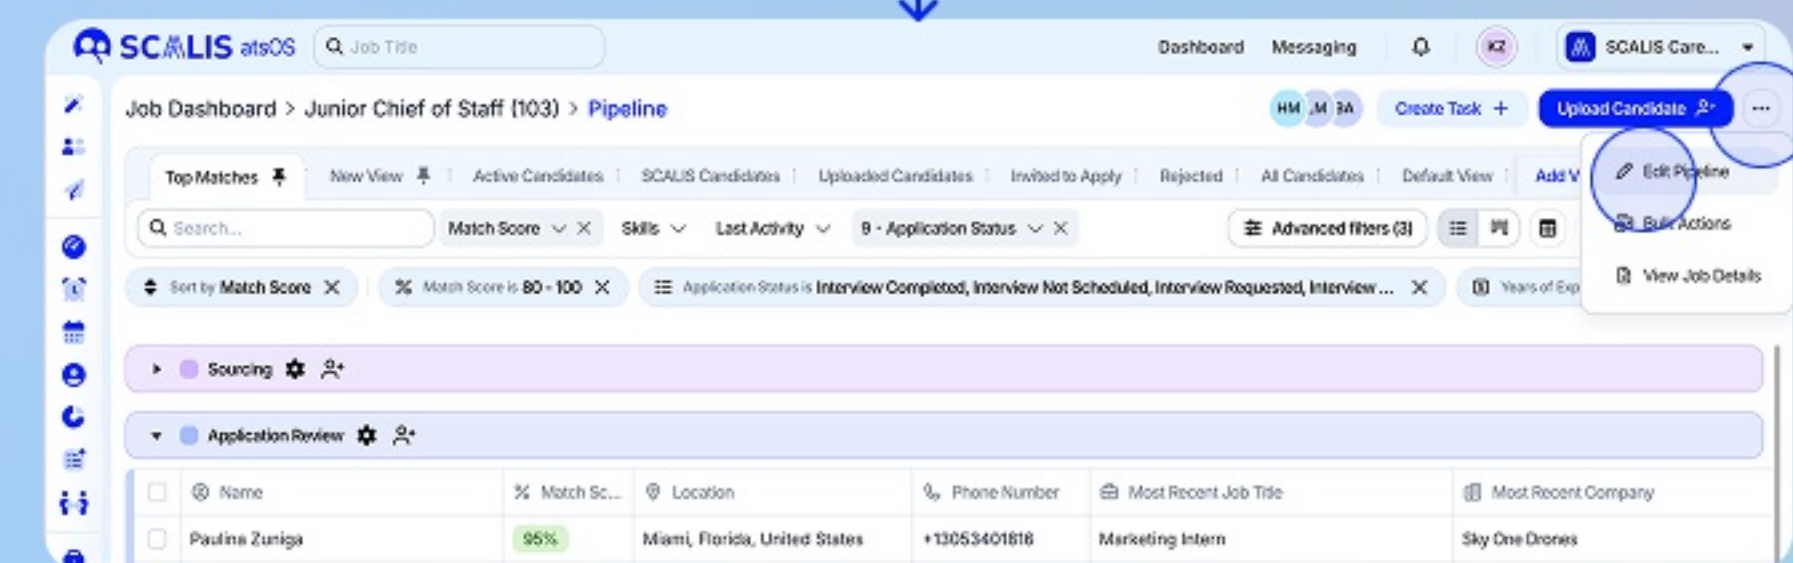 SCALIS atsOS
Job Title
Dashboard Messaging
KZ
SCALIS Care...
Job Dashboard > Junior Chief of Staff (103) > Pipeline
HM
Create Task +
Upload Candidate
...
Top Matches
New View
Active Candidates
SCALIS Candidates
Uploaded Candidates
Invited to Apply
Rejected
All Candidates
Default View
Add V
Edit Pipeline
Bulk Actions
View Job Details
Search...
Match Score
Skills
Last Activity
9 - Application Status
Advanced filters (3)
Sort by Match Score
Match Score is 80 - 100
Application Status is Interview Completed, Interview Not Scheduled, Interview Requested, Interview ...
Years of Exp
Sourcing
Application Review
Name
% Match Sc...
Location
Phone Number
Most Recent Job Title
Most Recent Company
Paulina Zuniga
95%
Miami, Florida, United States
+13053401816
Marketing Intern
Sky One Drones